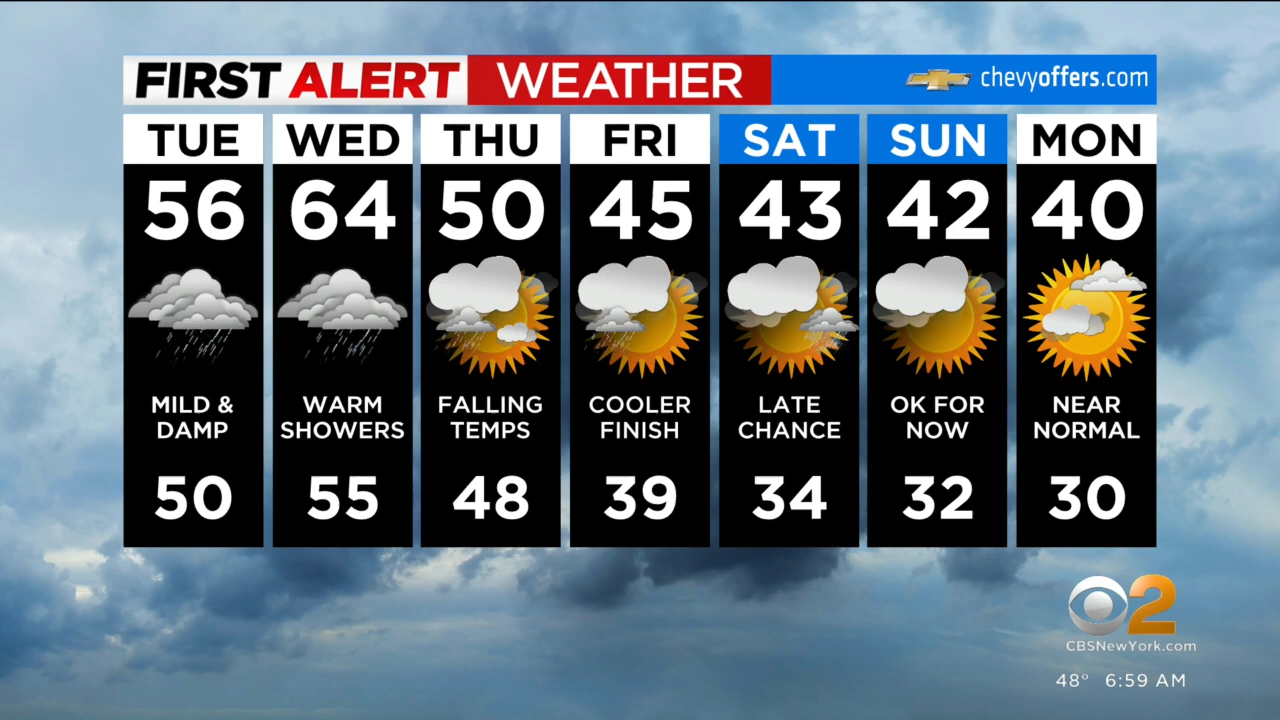 FIRST ALERT WEATHER
chevyoffers.com
TUE WED THU FRI SAT SUN MON
56 64 50 45 43 42 40
MILD & WARM FALLING COOLER LATE OK FOR NEAR
DAMP SHOWERS TEMPS FINISH CHANCE NOW NORMAL
50 55 48 39 34 32 30
2
CBSNewYork.com
48° 6:59 AM